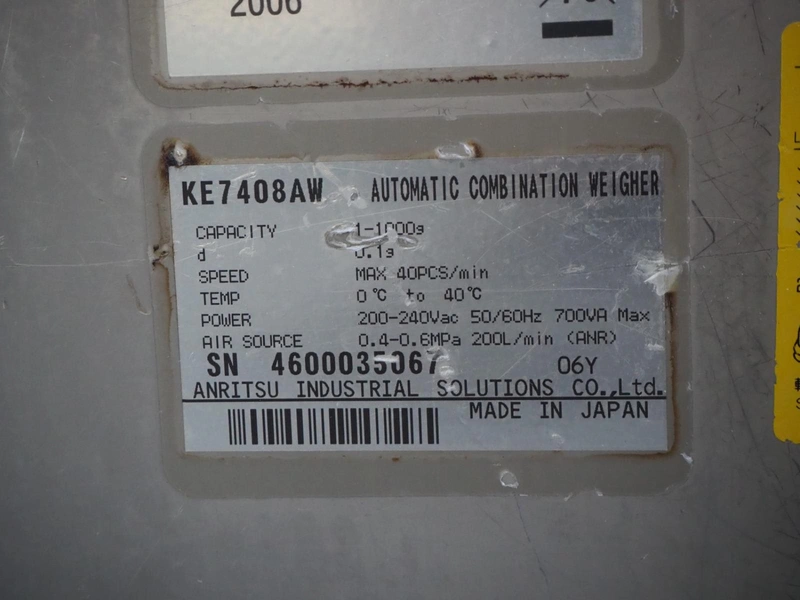 2006
KE7408AW AUTOMATIC COMBINATION WEIGHER
CAPACITY 1-1000g
d 0.1g
SPEED MAX 40PCS/min
TEMP 0℃ to 40℃
POWER 200-240Vac 50/60Hz 700VA Max
AIR SOURCE 0.4-0.6MPa 200L/min (ANR)
SN 4600035067 06Y
ANRITSU INDUSTRIAL SOLUTIONS CO.,Ltd.
MADE IN JAPAN